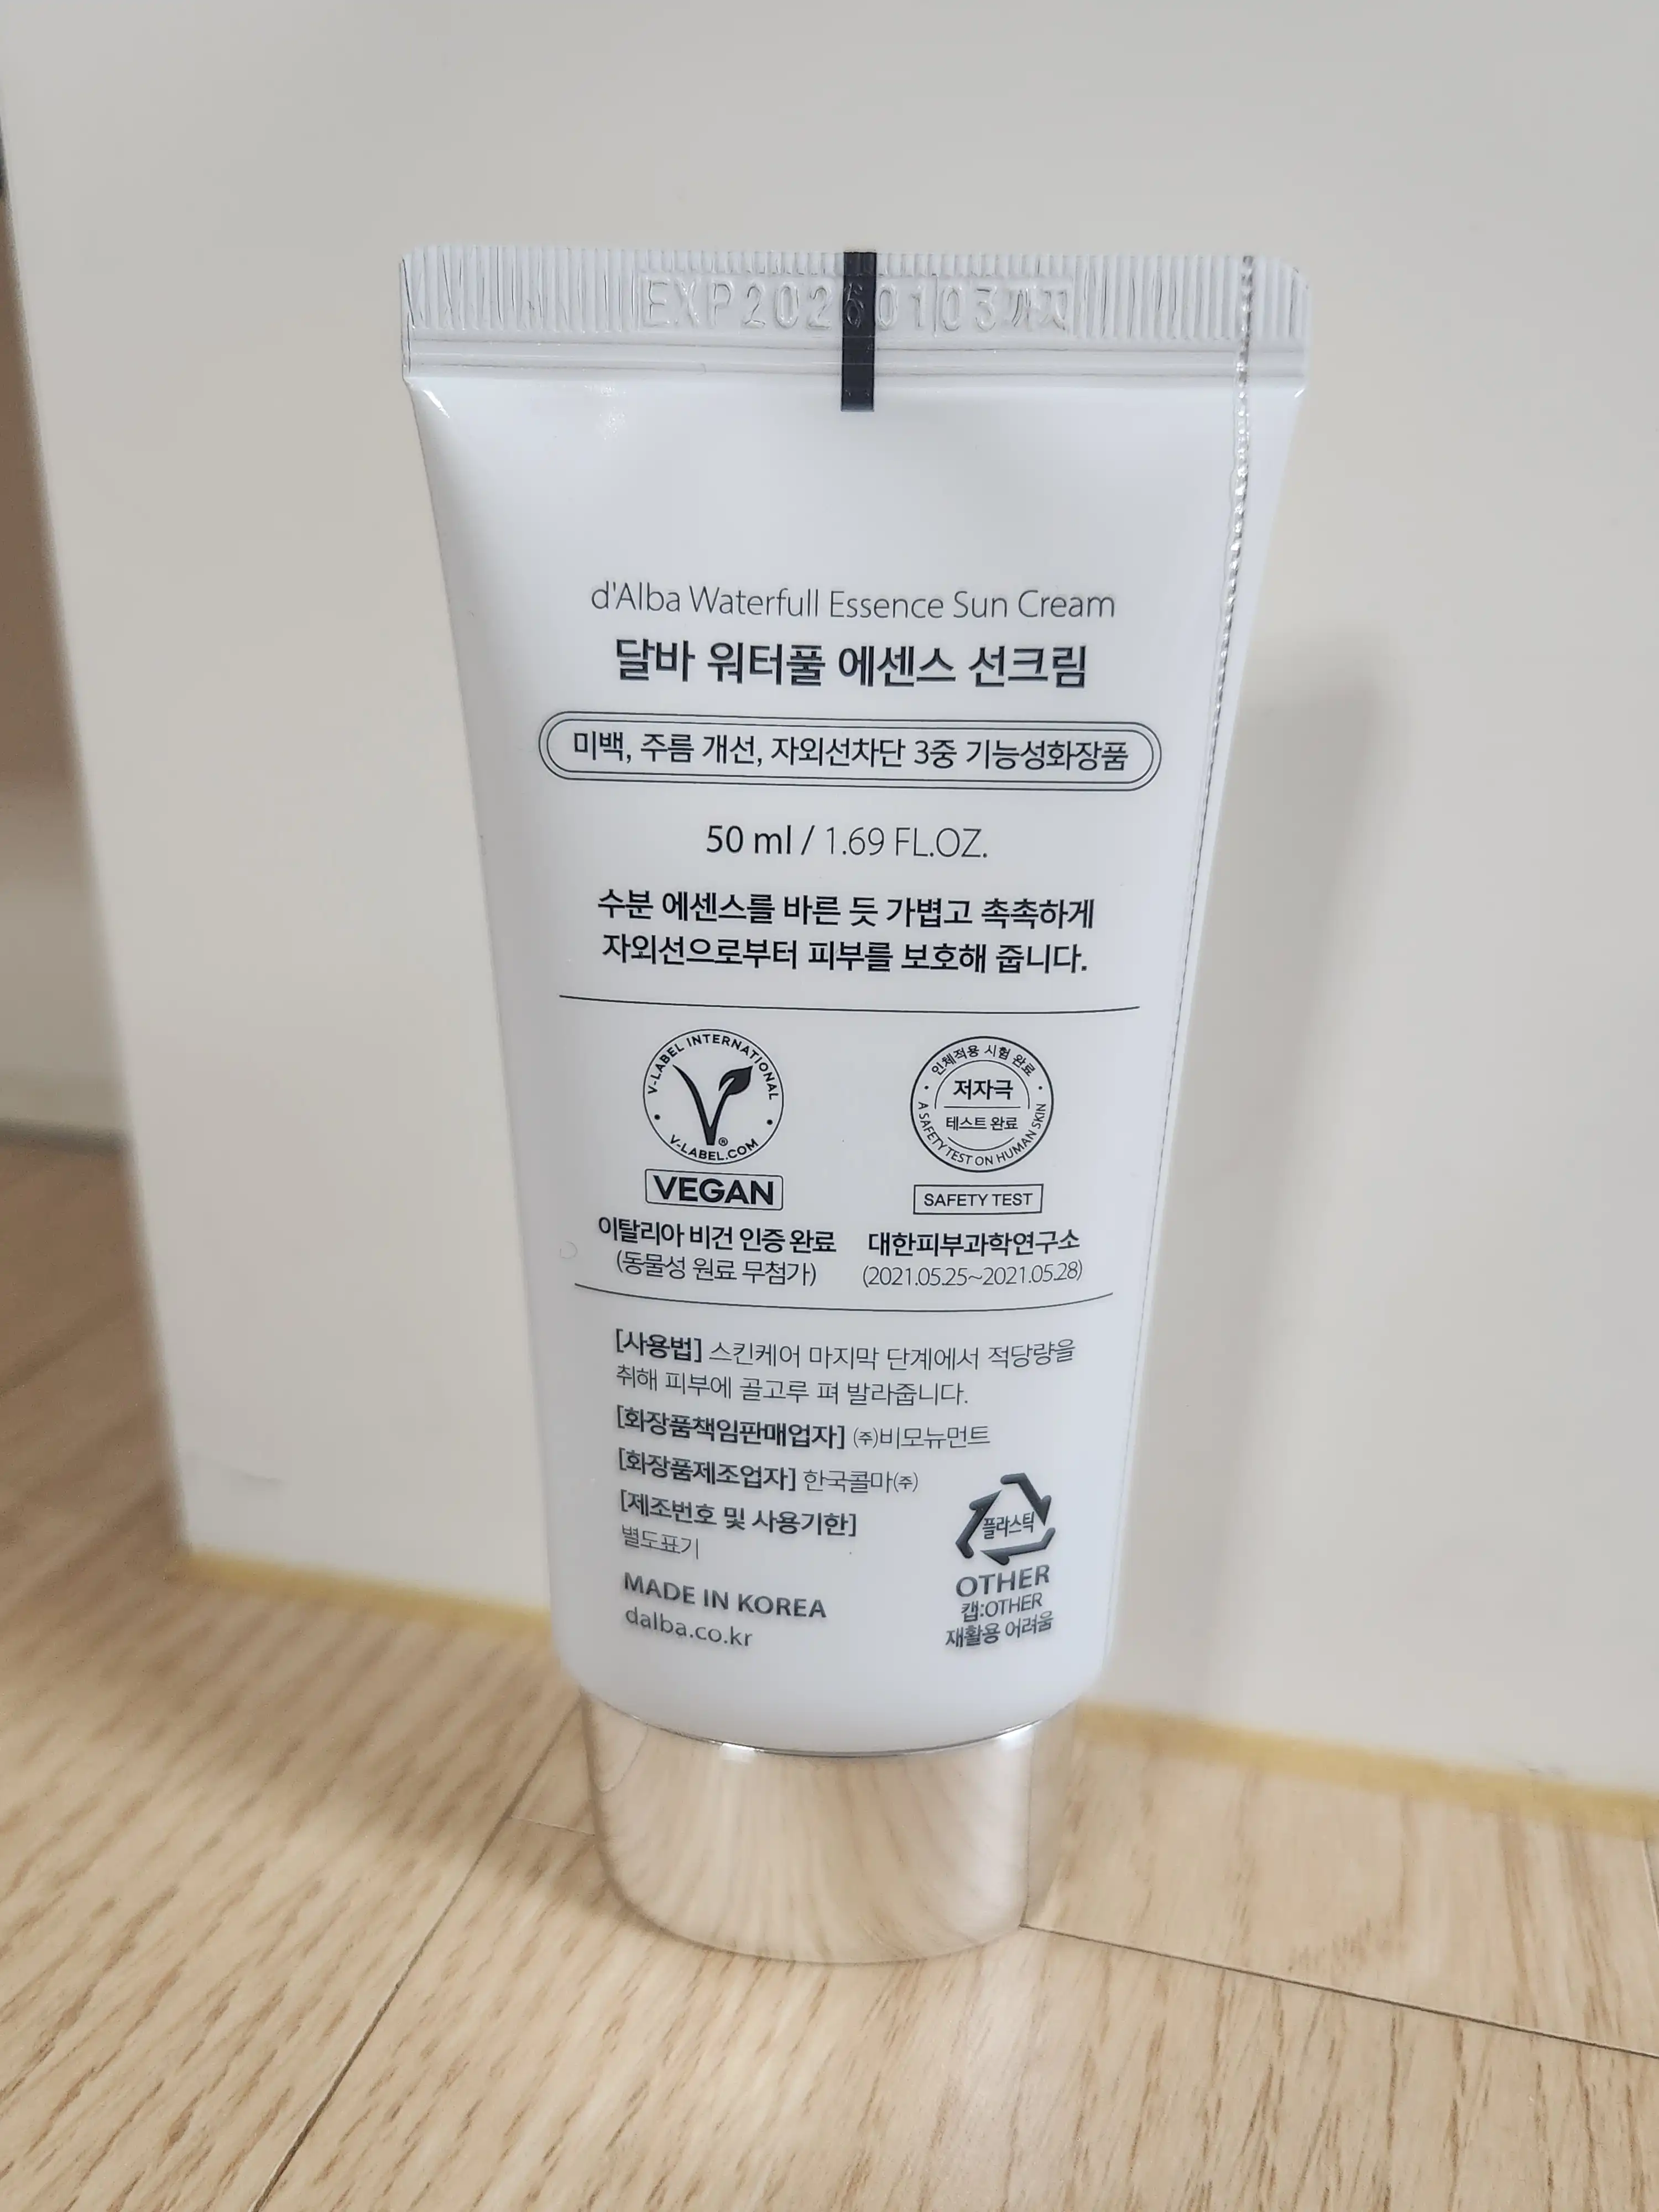 EXP20260103까지
d'Alba Waterfull Essence Sun Cream
달바 워터풀 에센스 선크림
미백, 주름 개선, 자외선차단 3중 기능성화장품
50 ml / 1.69 FL.OZ.
수분 에센스를 바른 듯 가볍고 촉촉하게
자외선으로부터 피부를 보호해 줍니다.
V-LABEL INTERNATIONAL
®
V-LABEL.COM
VEGAN
이탈리아 비건 인증 완료
(동물성 원료 무첨가)
인체적용 시험 완료
저자극
테스트 완료
A SAFETY TEST ON HUMAN SKIN
SAFETY TEST
대한피부과학연구소
(2021.05.25~2021.05.28)
[사용법] 스킨케어 마지막 단계에서 적당량을
취해 피부에 골고루 펴 발라줍니다.
[화장품책임판매업자] ㈜비모뉴먼트
[화장품제조업자] 한국콜마㈜
[제조번호 및 사용기한]
별도표기
MADE IN KOREA
dalba.co.kr
플라스틱
OTHER
캡:OTHER
재활용 어려움